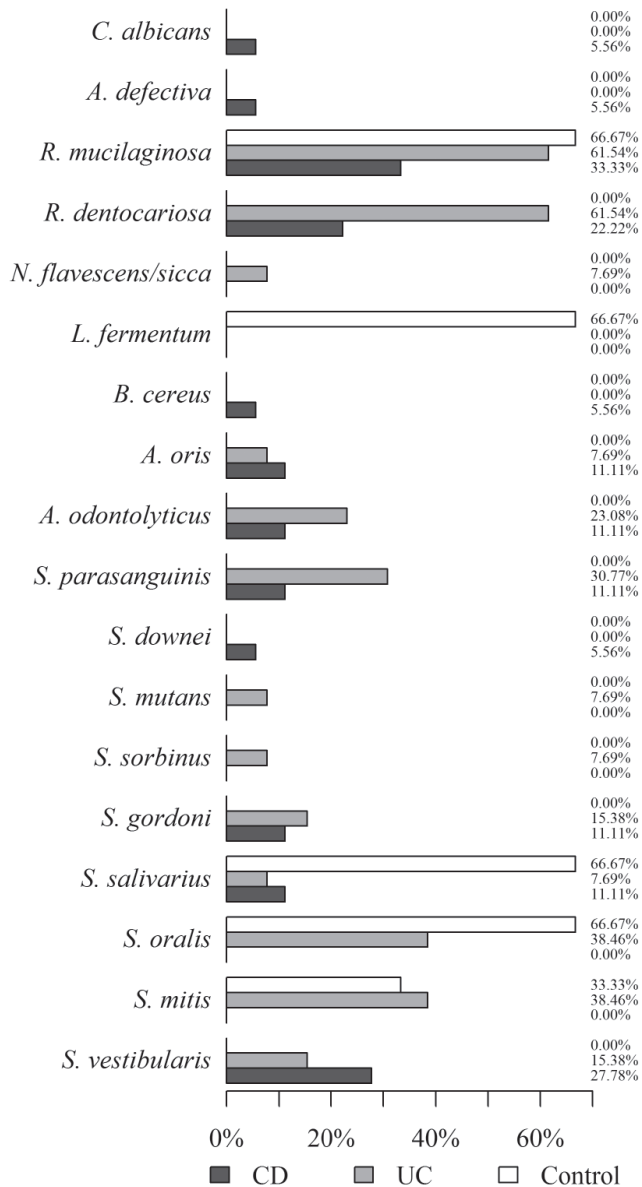 C. albicans
0.00%
0.00%
5.56%
A. defectiva
0.00%
0.00%
5.56%
R. mucilaginosa
66.67%
61.54%
33.33%
R. dentocariosa
0.00%
61.54%
22.22%
N. flavescens/sicca
0.00%
7.69%
0.00%
L. fermentum
66.67%
0.00%
0.00%
B. cereus
0.00%
0.00%
5.56%
A. oris
0.00%
7.69%
11.11%
A. odontolyticus
0.00%
23.08%
11.11%
S. parasanguinis
0.00%
30.77%
11.11%
S. downei
0.00%
0.00%
5.56%
S. mutans
0.00%
7.69%
0.00%
S. sorbinus
0.00%
7.69%
0.00%
S. gordoni
0.00%
15.38%
11.11%
S. salivarius
66.67%
7.69%
11.11%
S. oralis
66.67%
38.46%
0.00%
S. mitis
33.33%
38.46%
0.00%
S. vestibularis
0.00%
15.38%
27.78%
0% 20% 40% 60%
CD UC Control